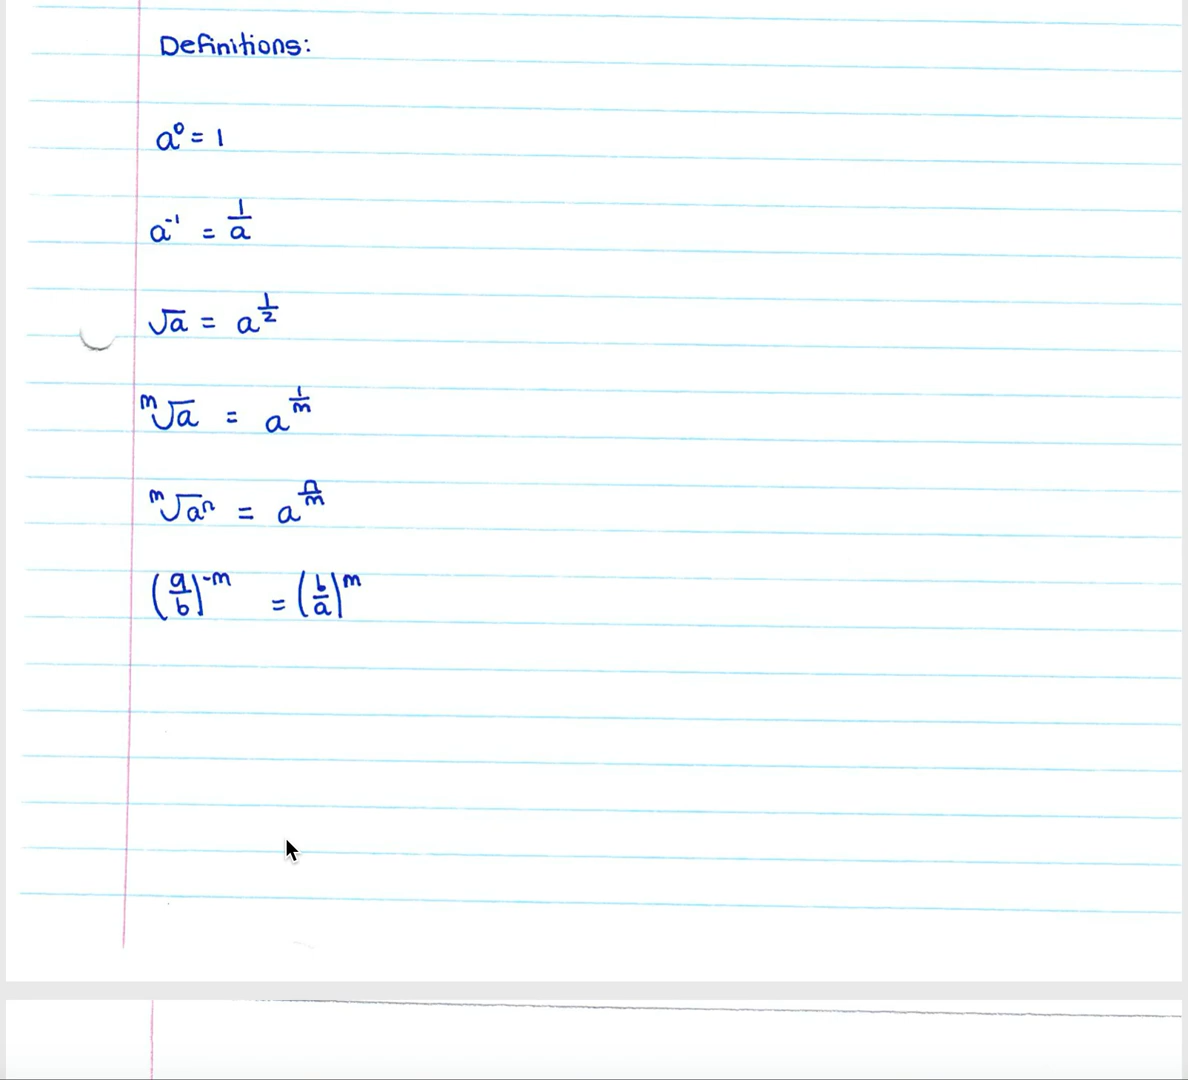 Definitions:
a⁰ = 1
a⁻¹ = 1/a
√a = a^(1/2)
ᵐ√a = a^(1/m)
ᵐ√aⁿ = a^(n/m)
(a/b)^-m = (b/a)^m